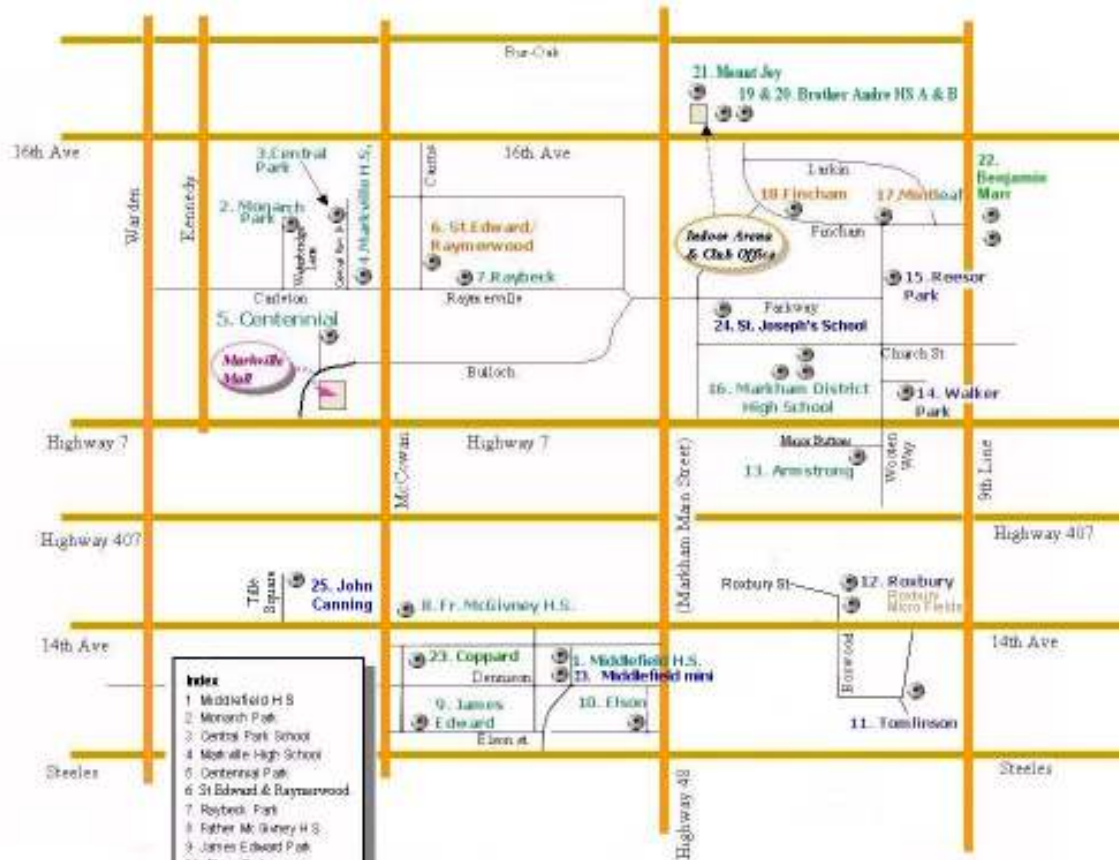 Bur-Oak
21. Mount Joy
19 & 20. Brother Andre HS A & B
16th Ave
3.Central
Park
4.Markville H.S.
16th Ave
Larkin
22.
Benjamin
Marr
Warden
Kennedy
2. Monarch
Park
6. St.Edward/
Raymerwood
18.Fincham
17.Mintleaf
Fincham
Indoor Arena
& Club Office
Carleton
7.Raybeck
Raymerville
15. Reesor
Park
Parkway
24. St. Joseph's School
5. Centennial
Markville
Mall
Bulloch
Church St
16. Markham District
High School
14. Walker
Park
Highway 7
McCowan
Highway 7
(Markham Main Street)
13. Armstrong
Wooten
Way
9th Line
Highway 407
Highway 407
Square
25. John
Canning
8. Fr. McGivney H.S.
Roxbury St
12. Roxbury
Roxbury
Micro Fields
14th Ave
14th Ave
23. Coppard
Denison
1. Middlefield H.S.
Middlefield mini
Boxwood
9. James
Edward
10. Elson
Elson st.
11. Tomlinson
Steeles
Steeles
Highway 48
Index
1 Middlefield H.S
2 Monarch Park
3 Central Park School
4 Markville High School
5 Centennial Park
6 St Edward & Raymerwood
7 Raybeck Park
8 Father Mc Givney H.S.
9 James Edward Park